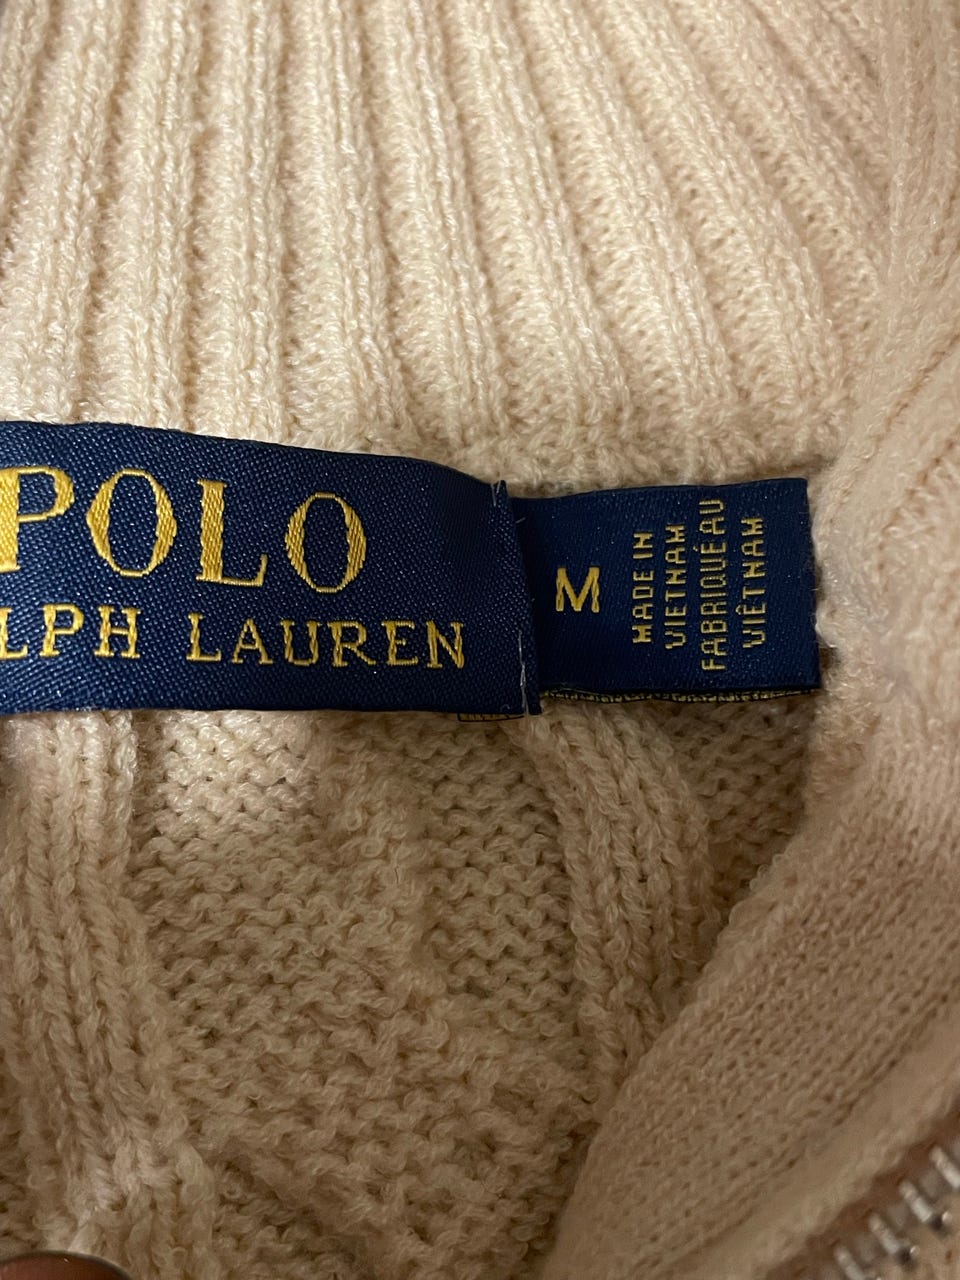 POLO
LPH LAUREN
M
MADE IN
VIETNAM
FABRIQUÉ AU
VIÊTNAM